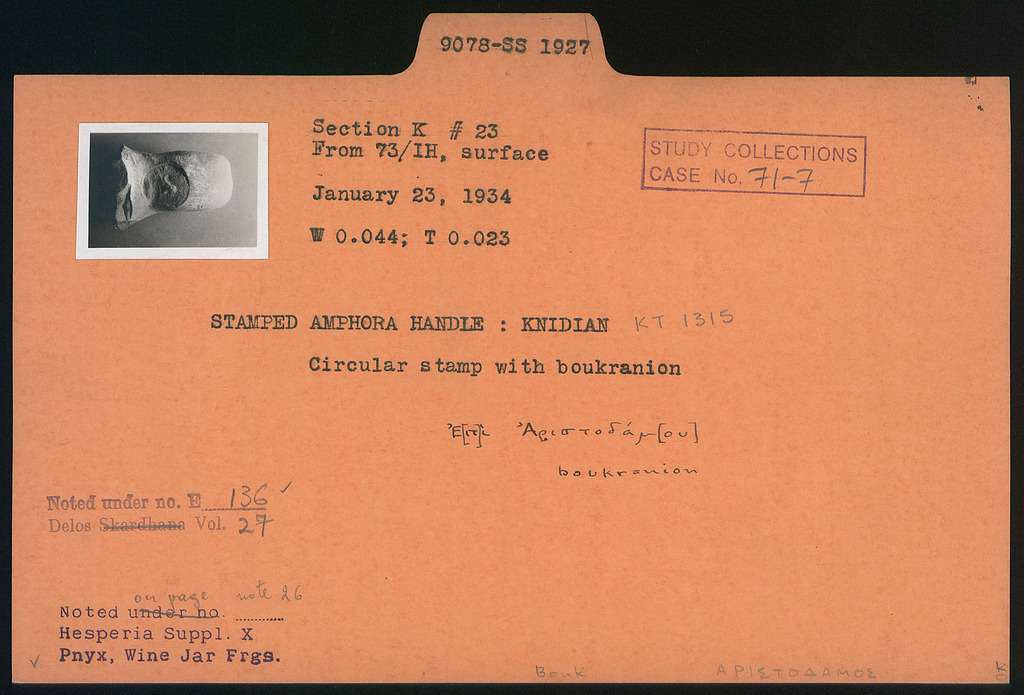 9078-SS 1927
Section K # 23
From 73/IH, surface
January 23, 1934
W 0.044; T 0.023
STUDY COLLECTIONS
CASE No. 71-7
STAMPED AMPHORA HANDLE : KNIDIAN KT 1315
Circular stamp with boukranion
Ἐ[π]ὶ Ἀριστοδάμ[ου]
boukranion
Noted under no. E 136 ✓
Delos Skardhana Vol. 27
on page note 26
Noted under no. ..........
Hesperia Suppl. X
Pnyx, Wine Jar Frgs.
✓
Bouk ΑΡΙΣΤΟΔΑΜΟΣ